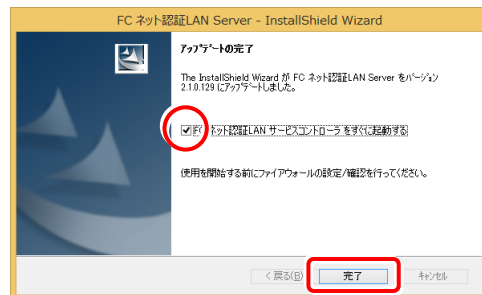 FC ネット認証LAN Server - InstallShield Wizard
アップデートの完了
The InstallShield Wizard が FC ネット認証LAN Server をバージョン
2.1.0.129 にアップデートしました。
FC ネット認証LAN サービスコントローラ をすぐに起動する
使用を開始する前にファイアウォールの設定/確認を行ってください。
< 戻る(B)
完了
キャンセル